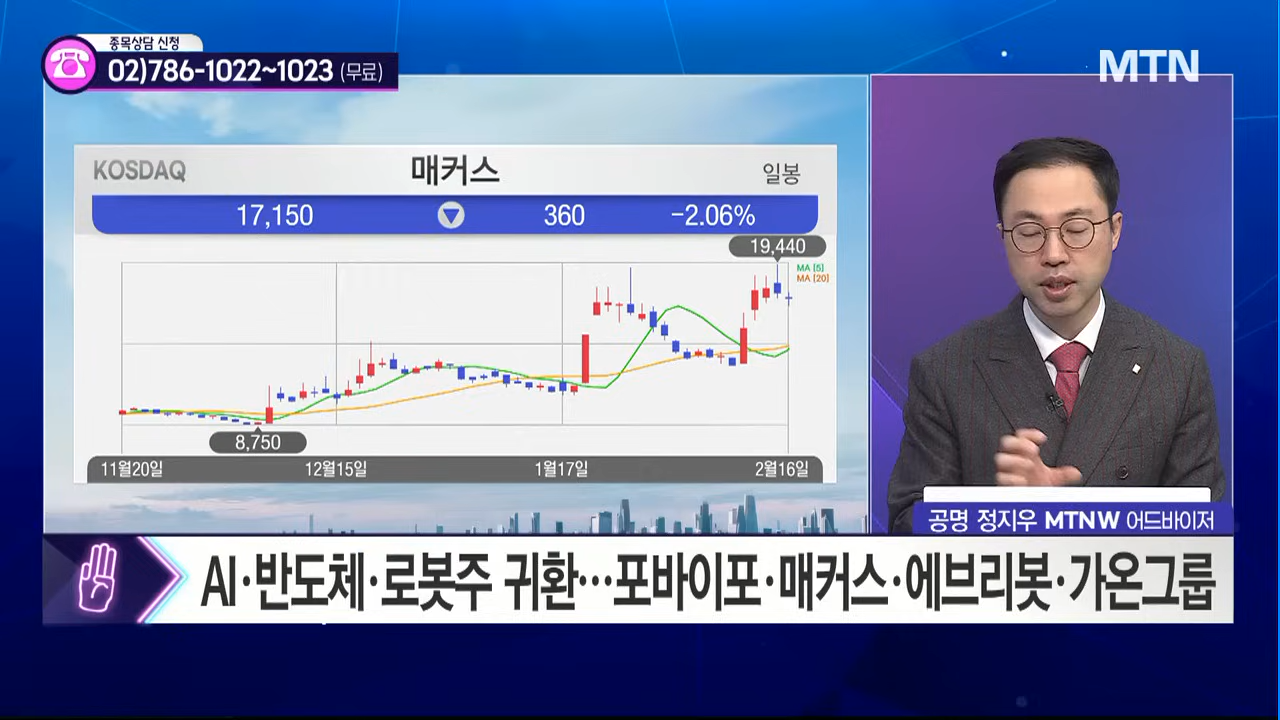 종목상담 신청
02)786-1022~1023 (무료)
MTN
KOSDAQ 매커스 일봉
17,150 ▼ 360 -2.06%
19,440
MA [5]
MA [20]
8,750
11월20일 12월15일 1월17일 2월16일
공명 정지우 MTNW 어드바이저
AI·반도체·로봇주 귀환…포바이포·매커스·에브리봇·가온그룹